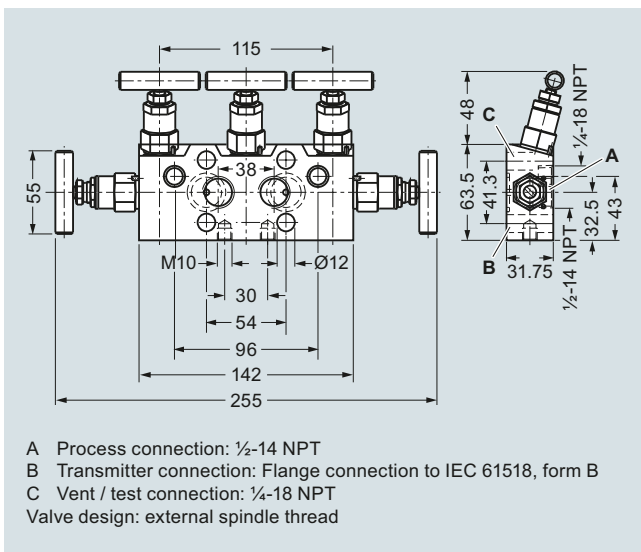 115
C
48
¼-18 NPT
A
55
38
63.5
41.3
32.5
43
M10
Ø12
B
31.75
½-14 NPT
30
54
96
142
255
A Process connection: ½-14 NPT
B Transmitter connection: Flange connection to IEC 61518, form B
C Vent / test connection: ¼-18 NPT
Valve design: external spindle thread